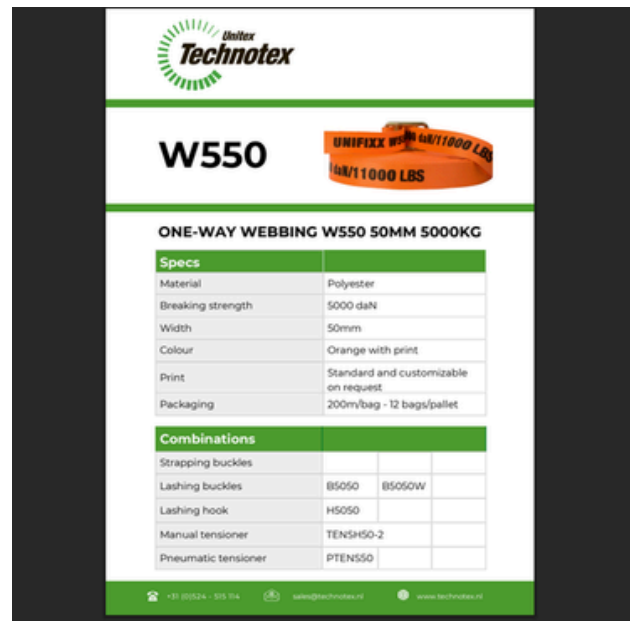 Unitex
Technotex
W550
UNIFIXX W5 daN/11000 LBS
daN/11000 LBS
ONE-WAY WEBBING W550 50MM 5000KG
Specs
Material Polyester
Breaking strength 5000 daN
Width 50mm
Colour Orange with print
Print Standard and customizable
on request
Packaging 200m/bag - 12 bags/pallet
Combinations
Strapping buckles
Lashing buckles B5050 B5050W
Lashing hook H5050
Manual tensioner TENSH50-2
Pneumatic tensioner PTENS50
+31 (0)524 - 515 114 sales@technotex.nl www.technotex.nl